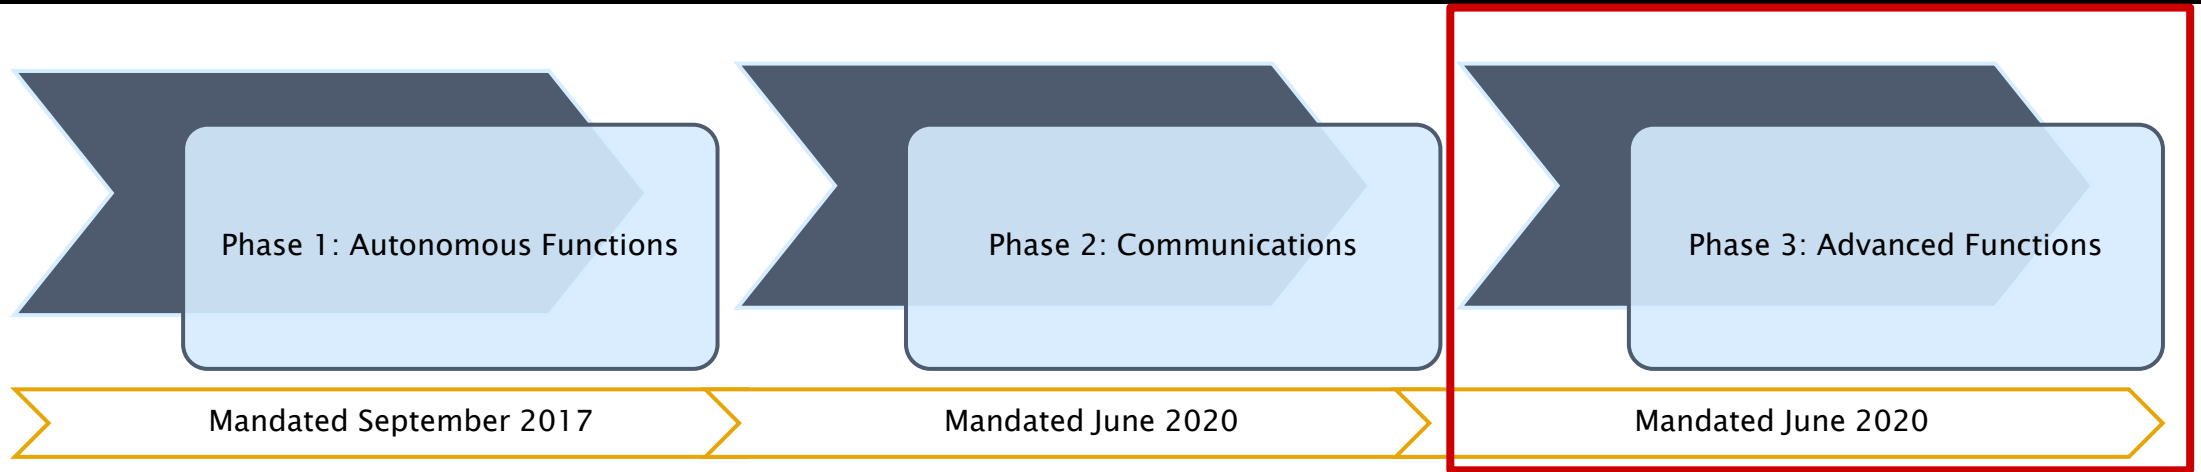 Phase 1: Autonomous Functions
Phase 2: Communications
Phase 3: Advanced Functions
Mandated September 2017
Mandated June 2020
Mandated June 2020